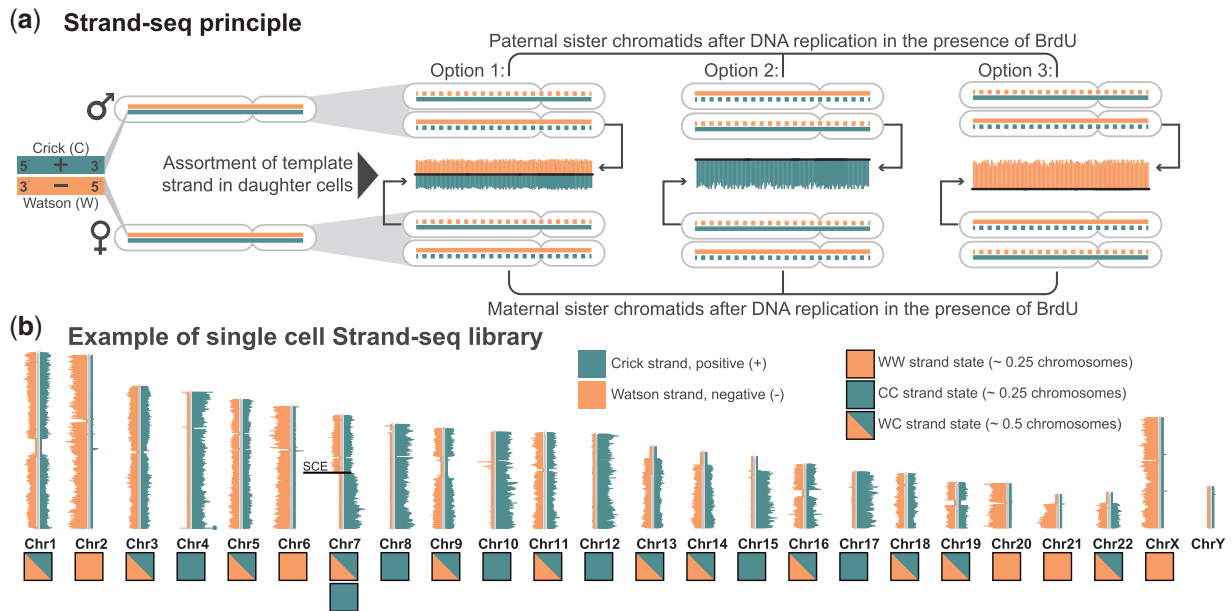 (a) Strand-seq principle
Paternal sister chromatids after DNA replication in the presence of BrdU
Option 1:
Option 2:
Option 3:
Crick (C)
5´ + 3´
3´ − 5´
Watson (W)
Assortment of template
strand in daughter cells
Maternal sister chromatids after DNA replication in the presence of BrdU
(b) Example of single cell Strand-seq library
Crick strand, positive (+)
Watson strand, negative (-)
WW strand state (~ 0.25 chromosomes)
CC strand state (~ 0.25 chromosomes)
WC strand state (~ 0.5 chromosomes)
SCE
Chr1 Chr2 Chr3 Chr4 Chr5 Chr6 Chr7 Chr8 Chr9 Chr10 Chr11 Chr12 Chr13 Chr14 Chr15 Chr16 Chr17 Chr18 Chr19 Chr20 Chr21 Chr22 ChrX ChrY